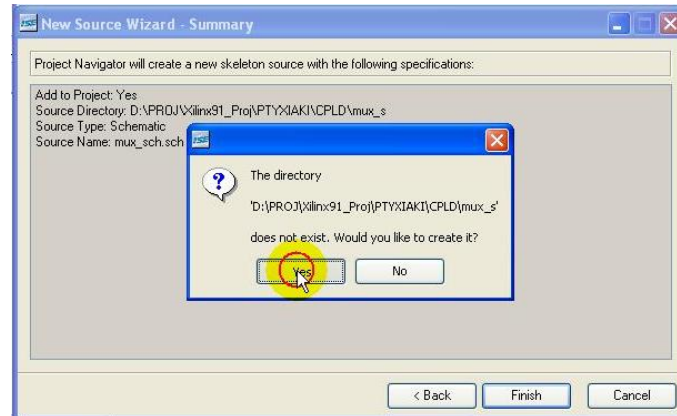 ISE New Source Wizard - Summary
Project Navigator will create a new skeleton source with the following specifications:
Add to Project: Yes
Source Directory: D:\PROJ\Xilinx91_Proj\PTYXIAKI\CPLD\mux_s
Source Type: Schematic
Source Name: mux_sch.sch
ISE
The directory
'D:\PROJ\Xilinx91_Proj\PTYXIAKI\CPLD\mux_s'
does not exist. Would you like to create it?
Yes No
< Back Finish Cancel